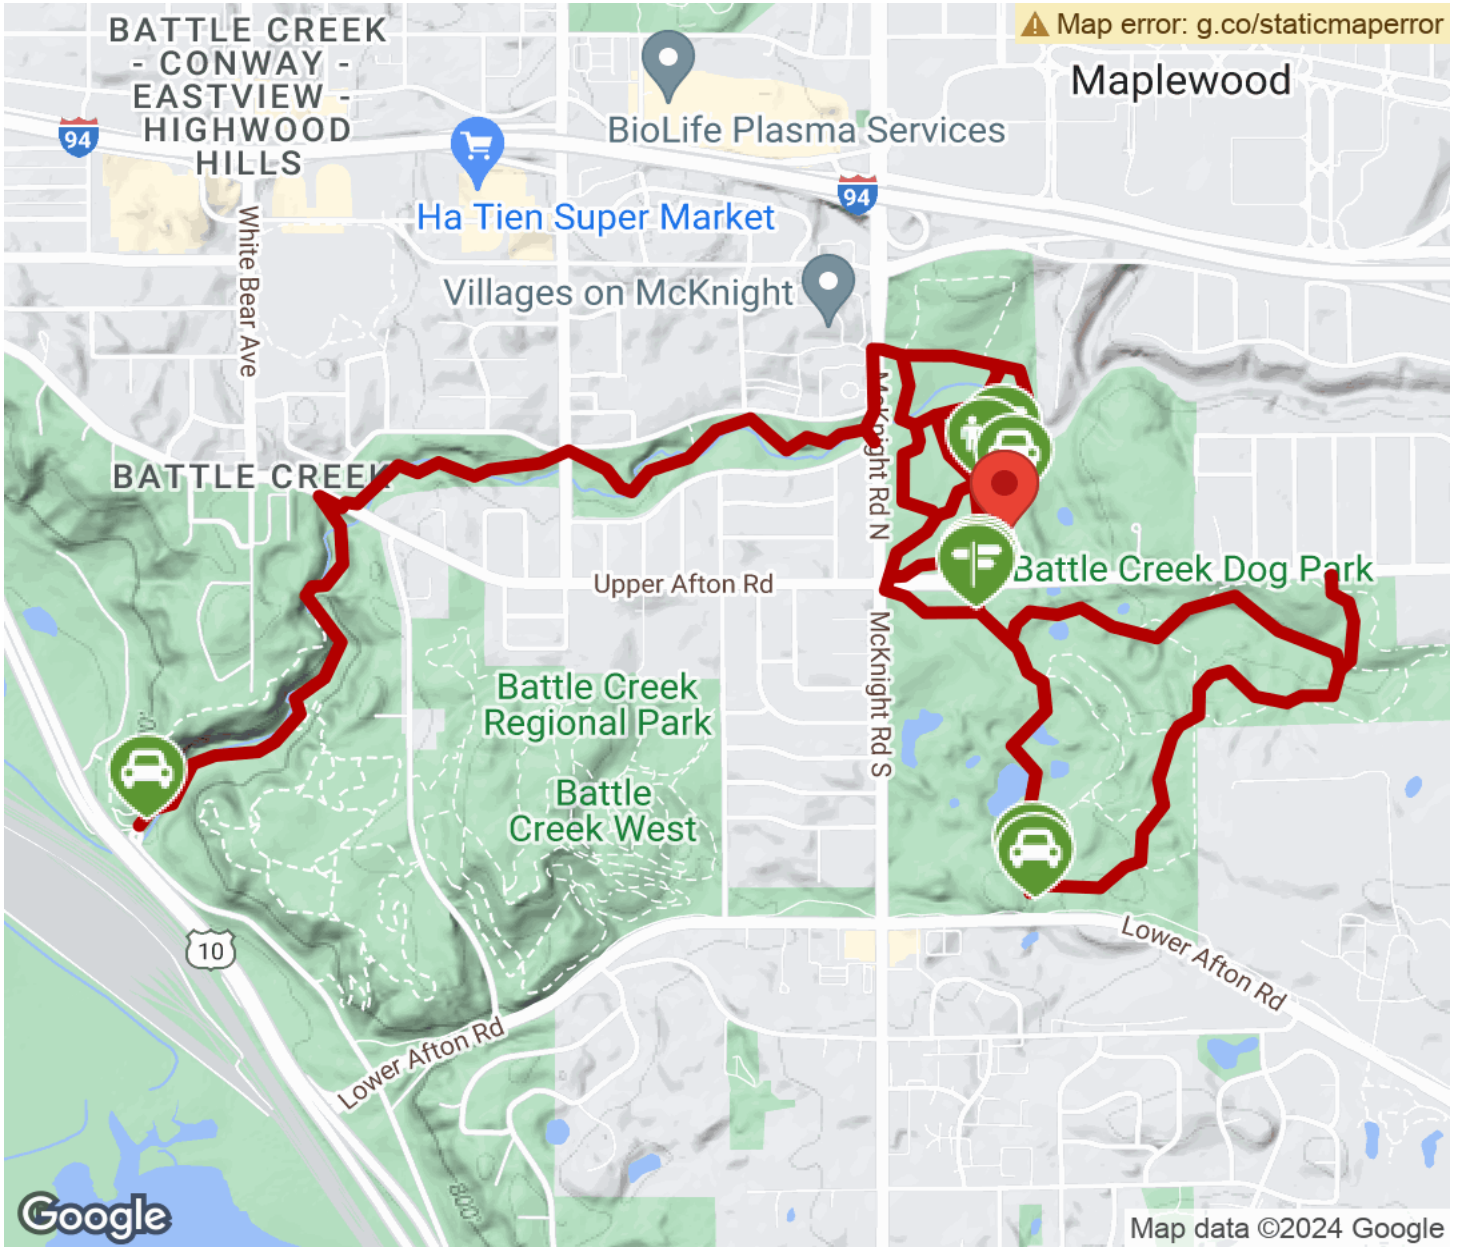 BATTLE CREEK
- CONWAY -
EASTVIEW -
HIGHWOOD
HILLS
Map error: g.co/staticmaperror
Maplewood
94
BioLife Plasma Services
94
Ha Tien Super Market
White Bear Ave
Villages on McKnight
McKnight Rd N
BATTLE CREEK
Battle Creek Dog Park
Upper Afton Rd
McKnight Rd S
Battle Creek
Regional Park
Battle
Creek West
10
Lower Afton Rd
Lower Afton Rd
800'
Google
Map data ©2024 Google